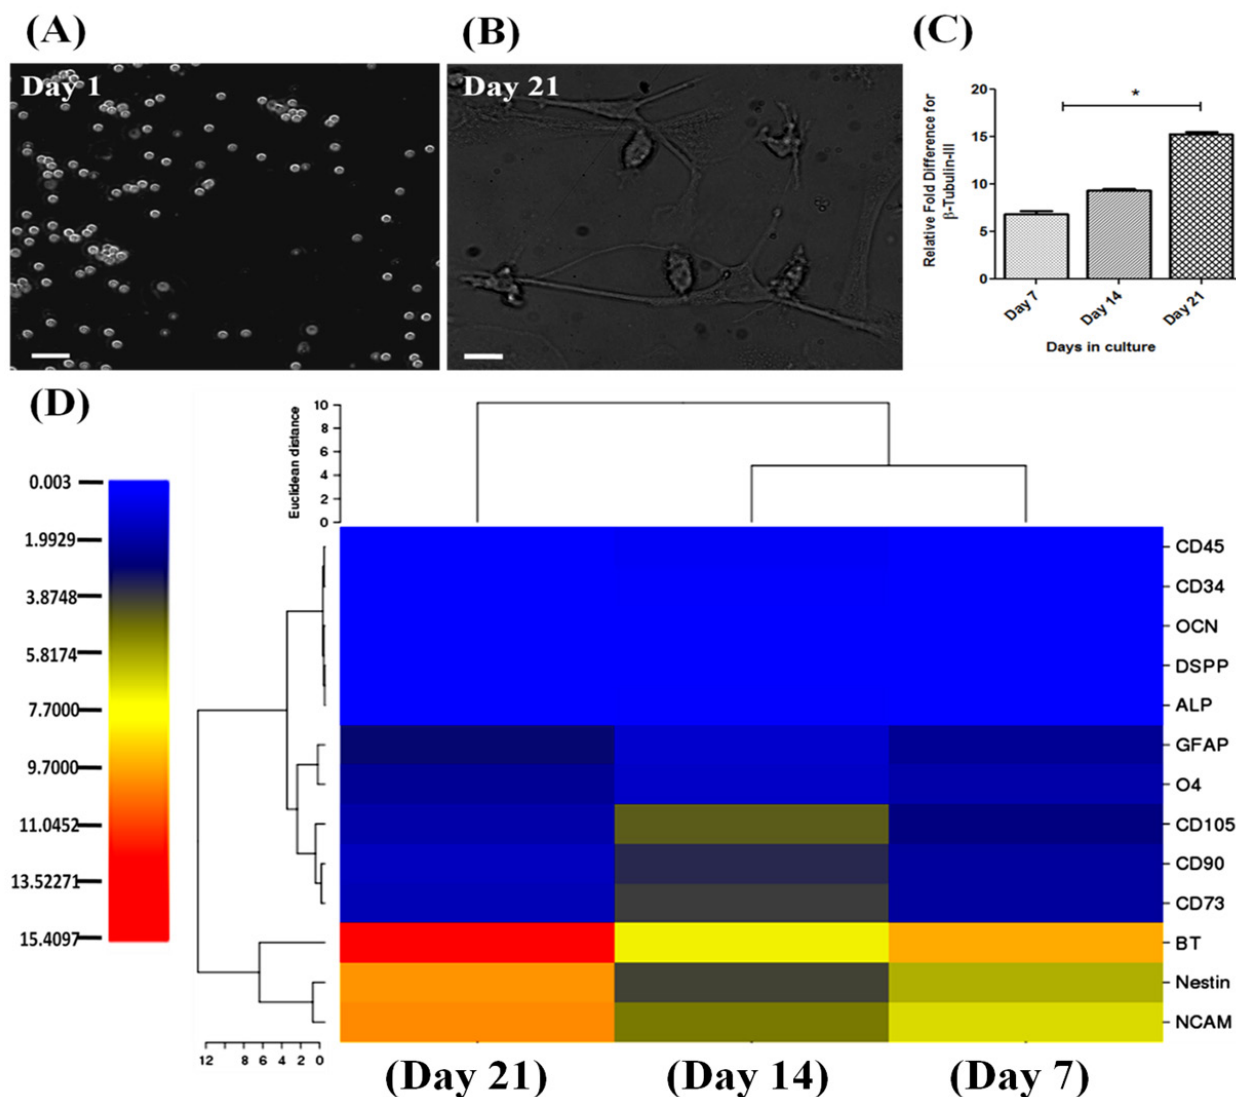 (A)
Day 1
(B)
Day 21
(C)
Relative Fold Difference for
β-Tubulin-III
20
15
10
5
0
*
Day 7
Day 14
Day 21
Days in culture
(D)
0.003
1.9929
3.8748
5.8174
7.7000
9.7000
11.0452
13.52271
15.4097
Euclidean distance
10
8
6
4
2
0
CD45
CD34
OCN
DSPP
ALP
GFAP
O4
CD105
CD90
CD73
BT
Nestin
NCAM
12 10 8 6 4 2 0
(Day 21)
(Day 14)
(Day 7)